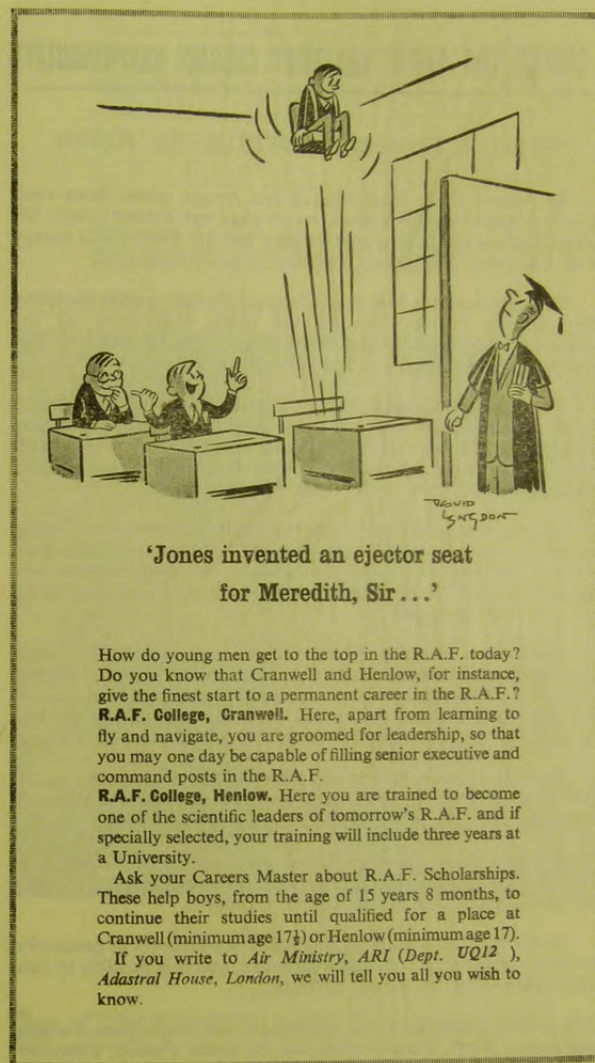 DAVID
LANGDON
‘Jones invented an ejector seat
for Meredith, Sir . . .’
How do young men get to the top in the R.A.F. today?
Do you know that Cranwell and Henlow, for instance,
give the finest start to a permanent career in the R.A.F.?
R.A.F. College, Cranwell. Here, apart from learning to
fly and navigate, you are groomed for leadership, so that
you may one day be capable of filling senior executive and
command posts in the R.A.F.
R.A.F. College, Henlow. Here you are trained to become
one of the scientific leaders of tomorrow’s R.A.F. and if
specially selected, your training will include three years at
a University.
Ask your Careers Master about R.A.F. Scholarships.
These help boys, from the age of 15 years 8 months, to
continue their studies until qualified for a place at
Cranwell (minimum age 17½) or Henlow (minimum age 17).
If you write to Air Ministry, ARI (Dept. UQ12 ),
Adastral House, London, we will tell you all you wish to
know.